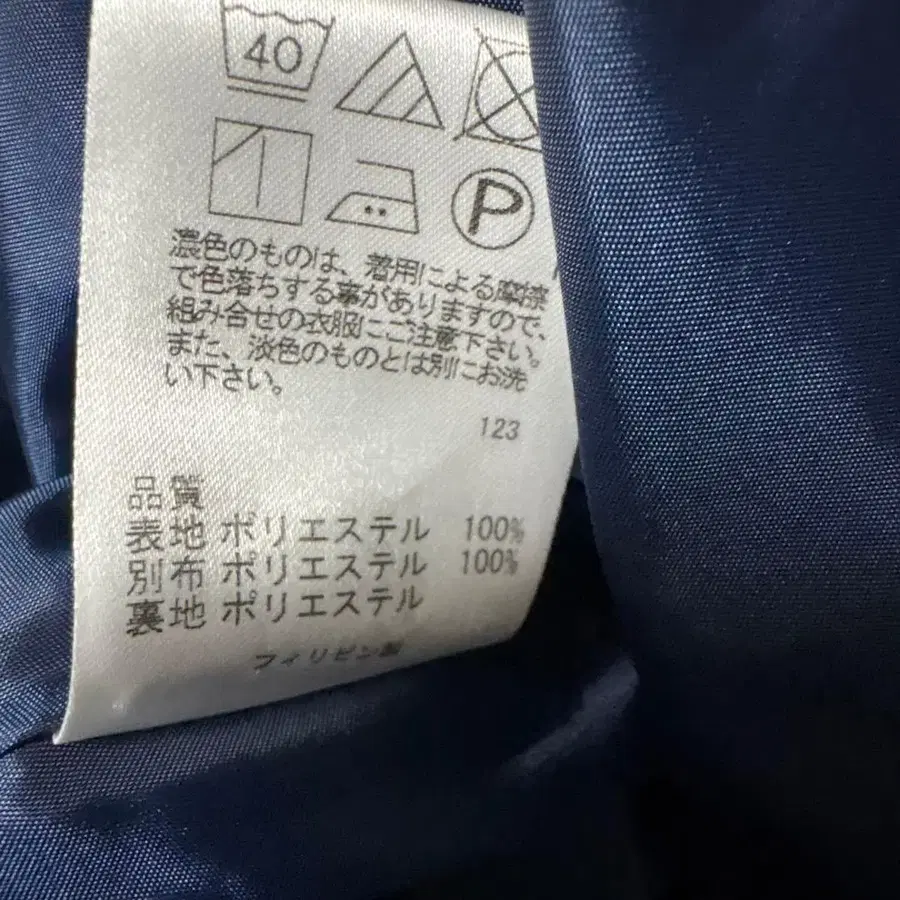 40
P
濃色のものは、着用による摩擦
で色落ちする事がありますので、
組み合せの衣服にご注意下さい。
また、淡色のものとは別にお洗
い下さい。
123
品質
表地 ポリエステル 100%
別布 ポリエステル 100%
裏地 ポリエステル
フィリピン製